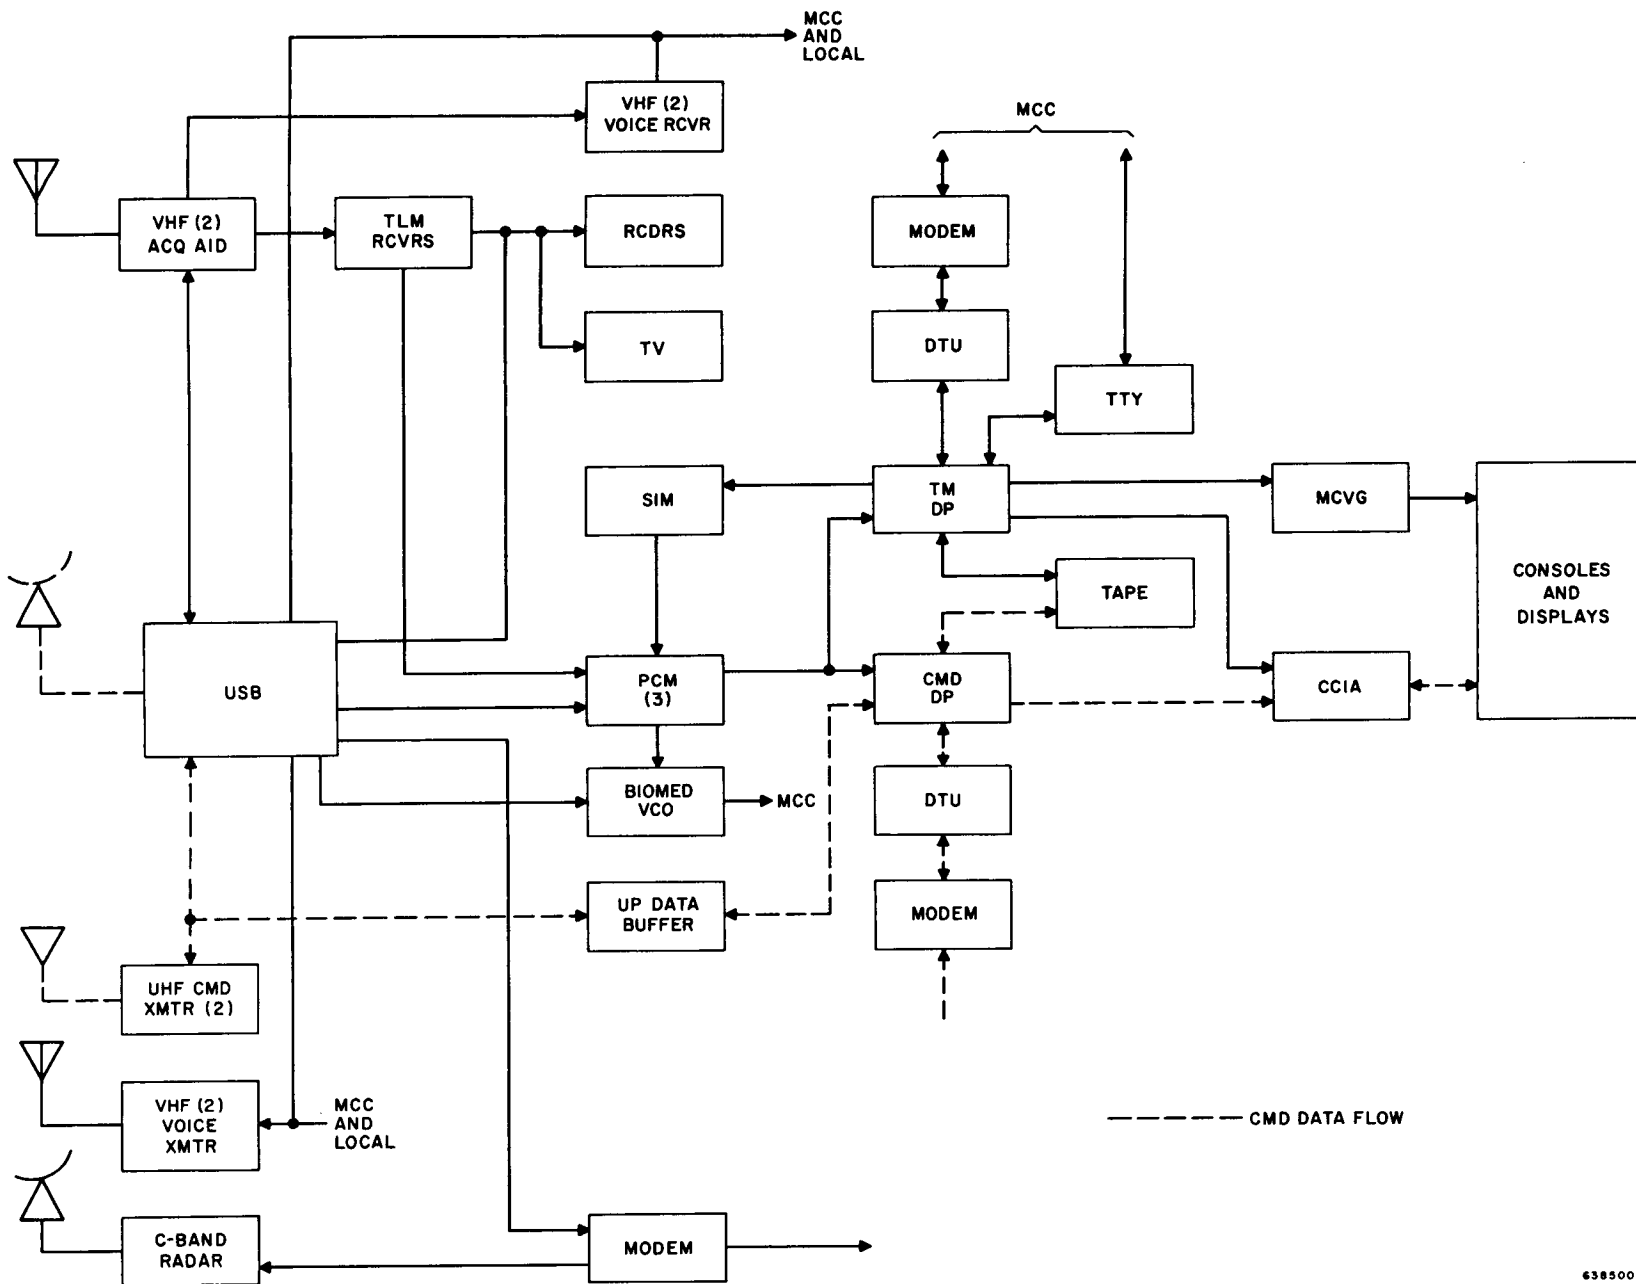 MCC
AND
LOCAL
VHF (2)
VOICE RCVR
MCC
VHF (2)
ACQ AID
TLM
RCVRS
RCDRS
MODEM
TV
DTU
TTY
SIM
TM
DP
MCVG
CONSOLES
AND
DISPLAYS
TAPE
USB
PCM
(3)
CMD
DP
CCIA
BIOMED
VCO
MCC
DTU
UP DATA
BUFFER
MODEM
UHF CMD
XMTR (2)
VHF (2)
VOICE
XMTR
MCC
AND
LOCAL
CMD DATA FLOW
C-BAND
RADAR
MODEM
638500